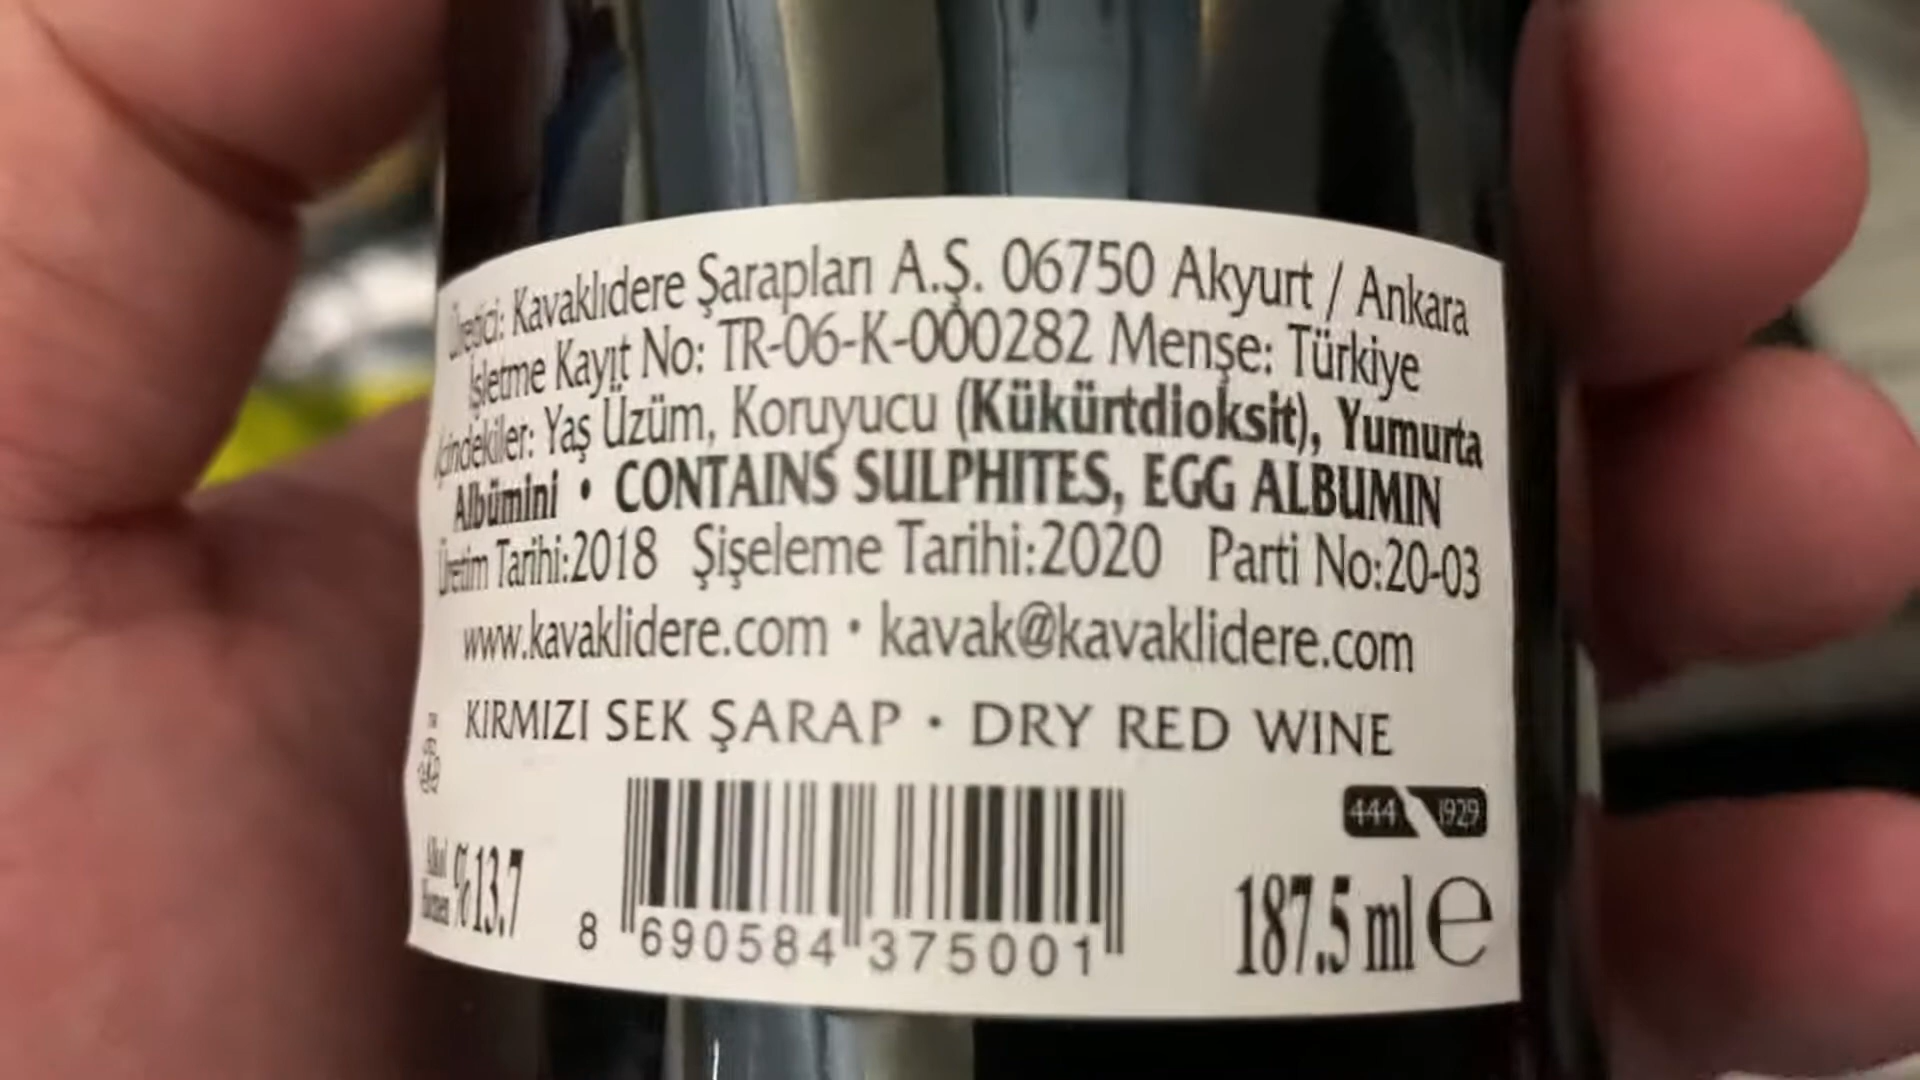 Üretici: Kavaklıdere Şarapları A.Ş. 06750 Akyurt / Ankara
İşletme Kayıt No: TR-06-K-000282 Menşe: Türkiye
İçindekiler: Yaş Üzüm, Koruyucu (Kükürtdioksit), Yumurta
Albümini • CONTAINS SULPHITES, EGG ALBUMIN
Üretim Tarihi:2018 Şişeleme Tarihi:2020 Parti No:20-03
www.kavaklidere.com • kavak@kavaklidere.com
KIRMIZI SEK ŞARAP • DRY RED WINE
444 1929
%13.7
187.5 ml e
8 690584 375001